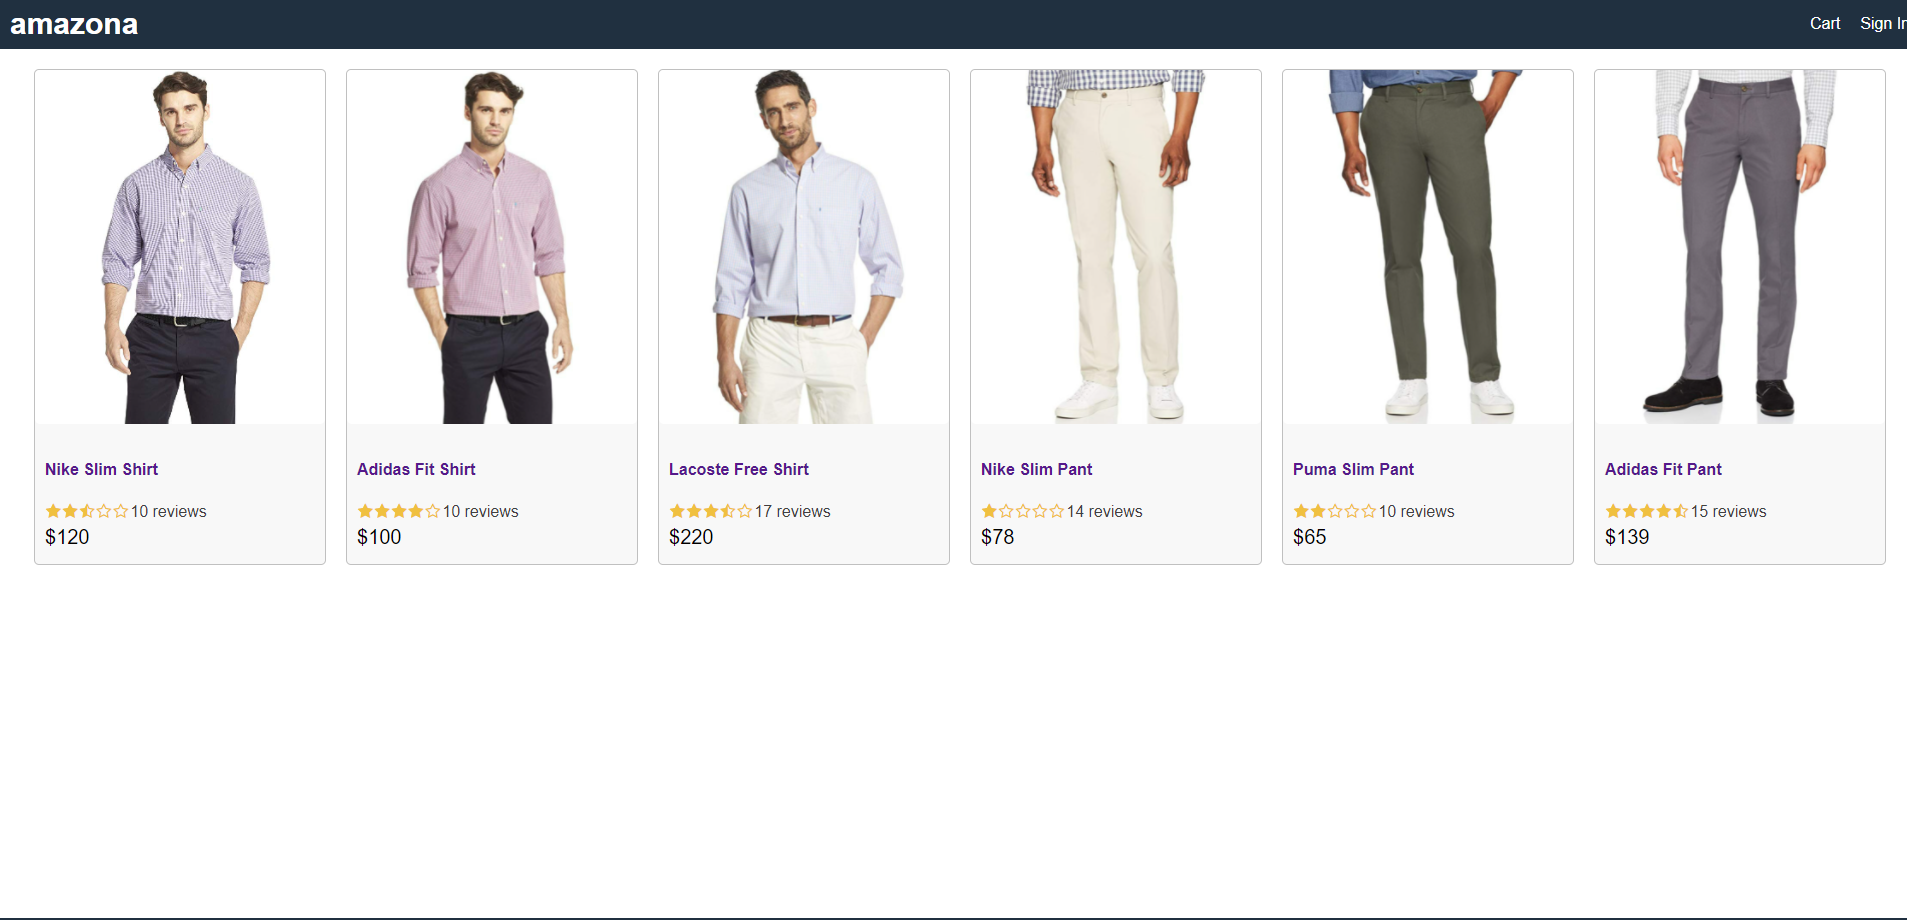 amazona
Cart Sign In
Nike Slim Shirt
10 reviews
$120
Adidas Fit Shirt
10 reviews
$100
Lacoste Free Shirt
17 reviews
$220
Nike Slim Pant
14 reviews
$78
Puma Slim Pant
10 reviews
$65
Adidas Fit Pant
15 reviews
$139